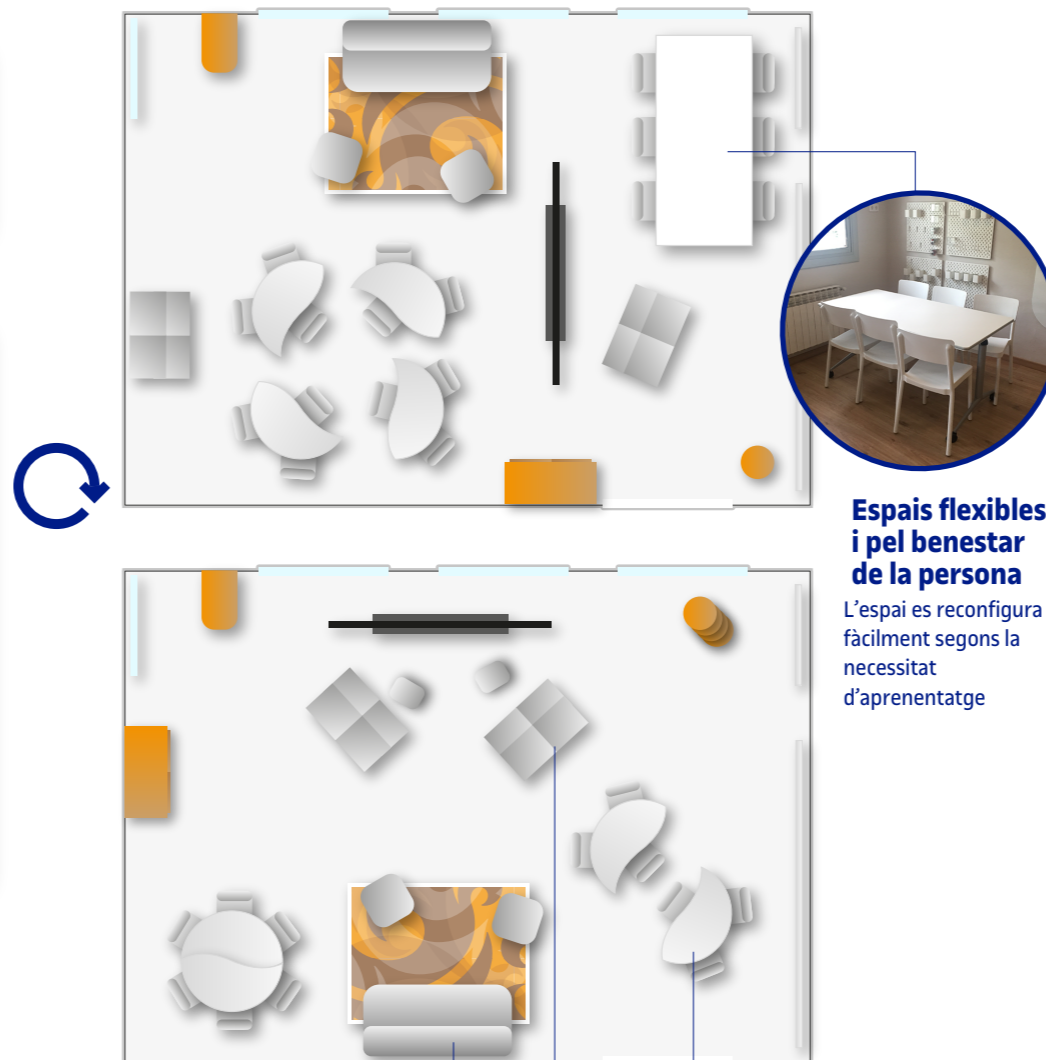 Espais flexibles
i pel benestar
de la persona
L’espai es reconfigura
fàcilment segons la
necessitat
d’aprenentatge